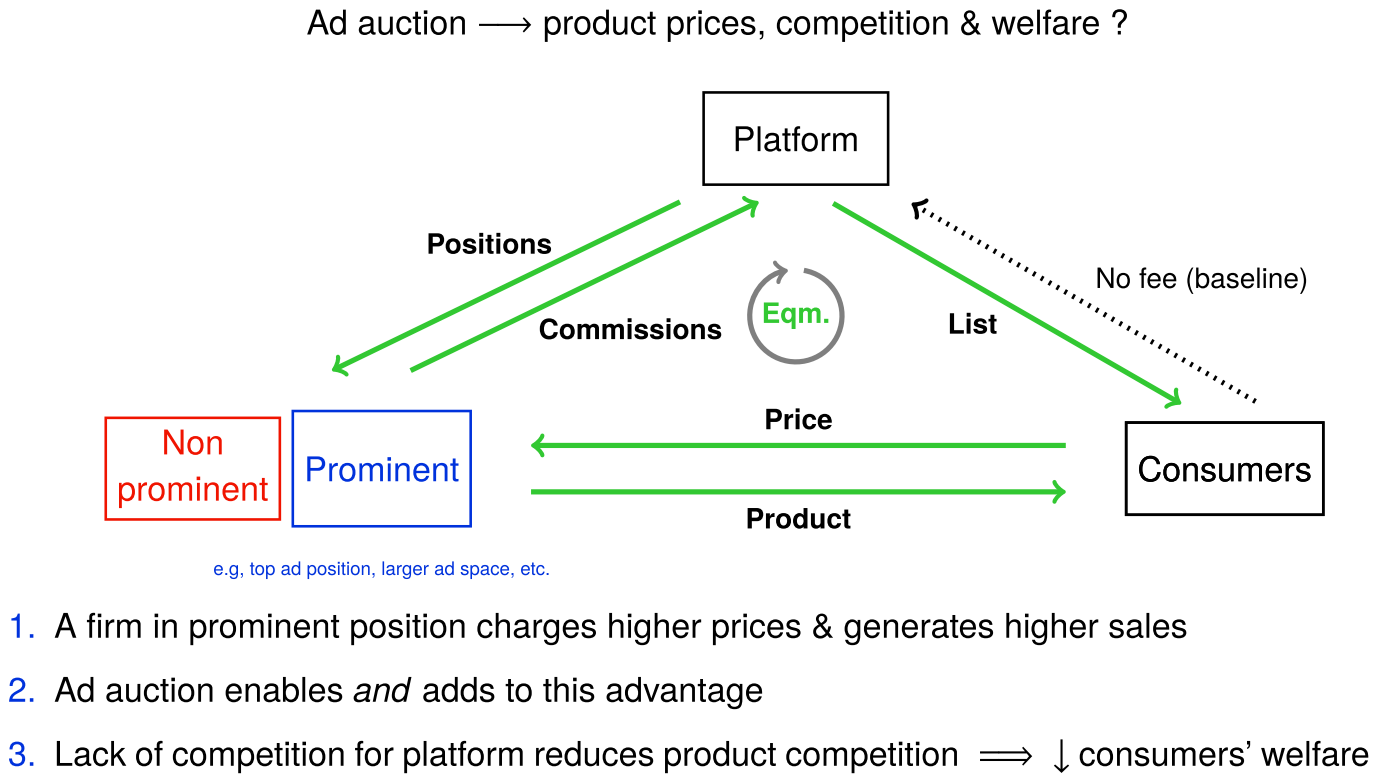 Ad auction ⟶ product prices, competition & welfare ?
Platform
Positions
No fee (baseline)
Eqm.
Commissions
List
Price
Non
prominent
Prominent
Consumers
Product
e.g, top ad position, larger ad space, etc.
1. A firm in prominent position charges higher prices & generates higher sales
2. Ad auction enables and adds to this advantage
3. Lack of competition for platform reduces product competition ⟹ ↓ consumers' welfare